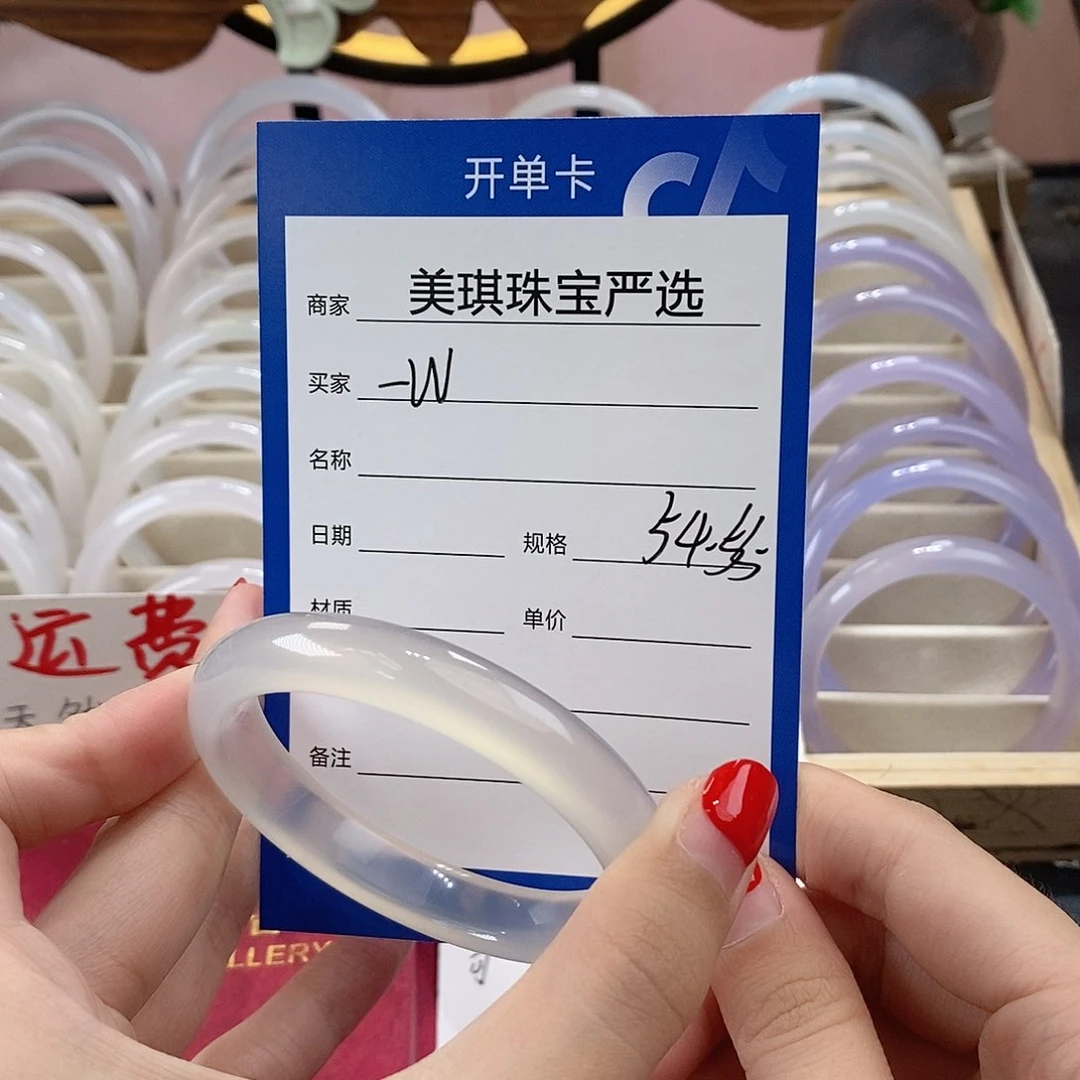 开单卡
商家 美琪珠宝严选
买家 -W
名称
日期 规格 54.
材质 单价
备注
运费
LLERY